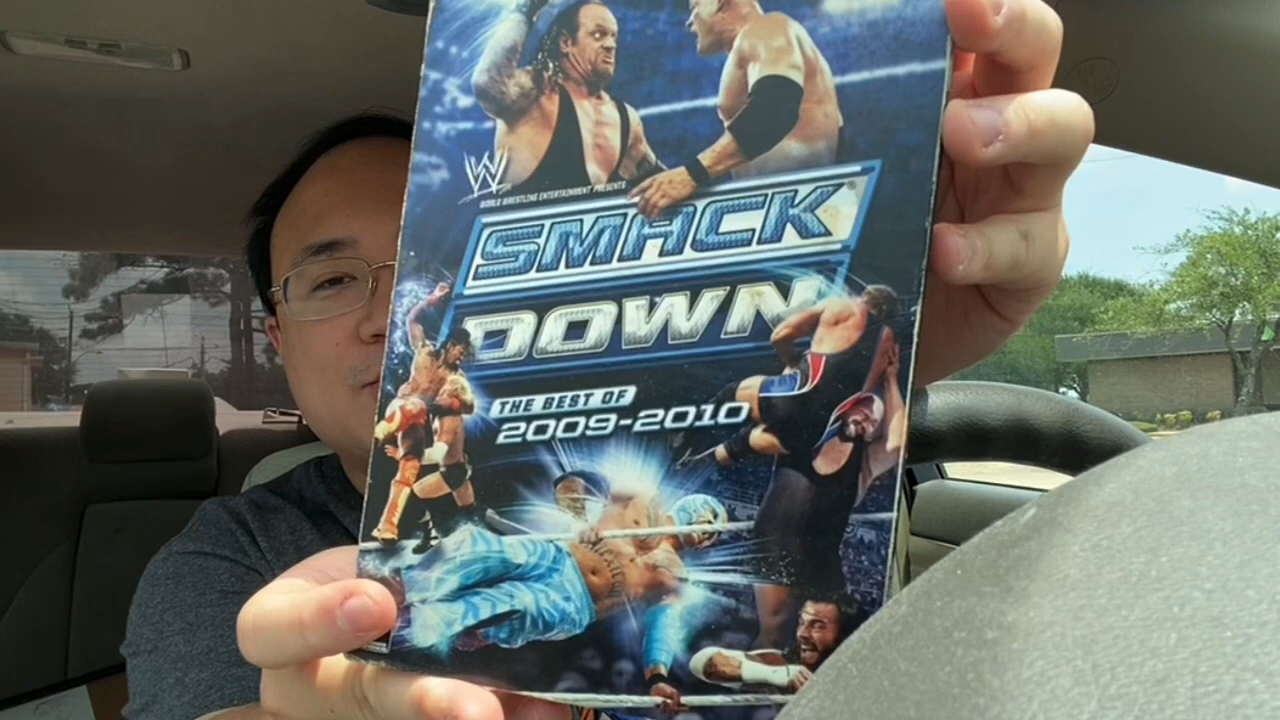 W
WORLD WRESTLING ENTERTAINMENT PRESENTS
SMACK®
DOWN
THE BEST OF
2009-2010